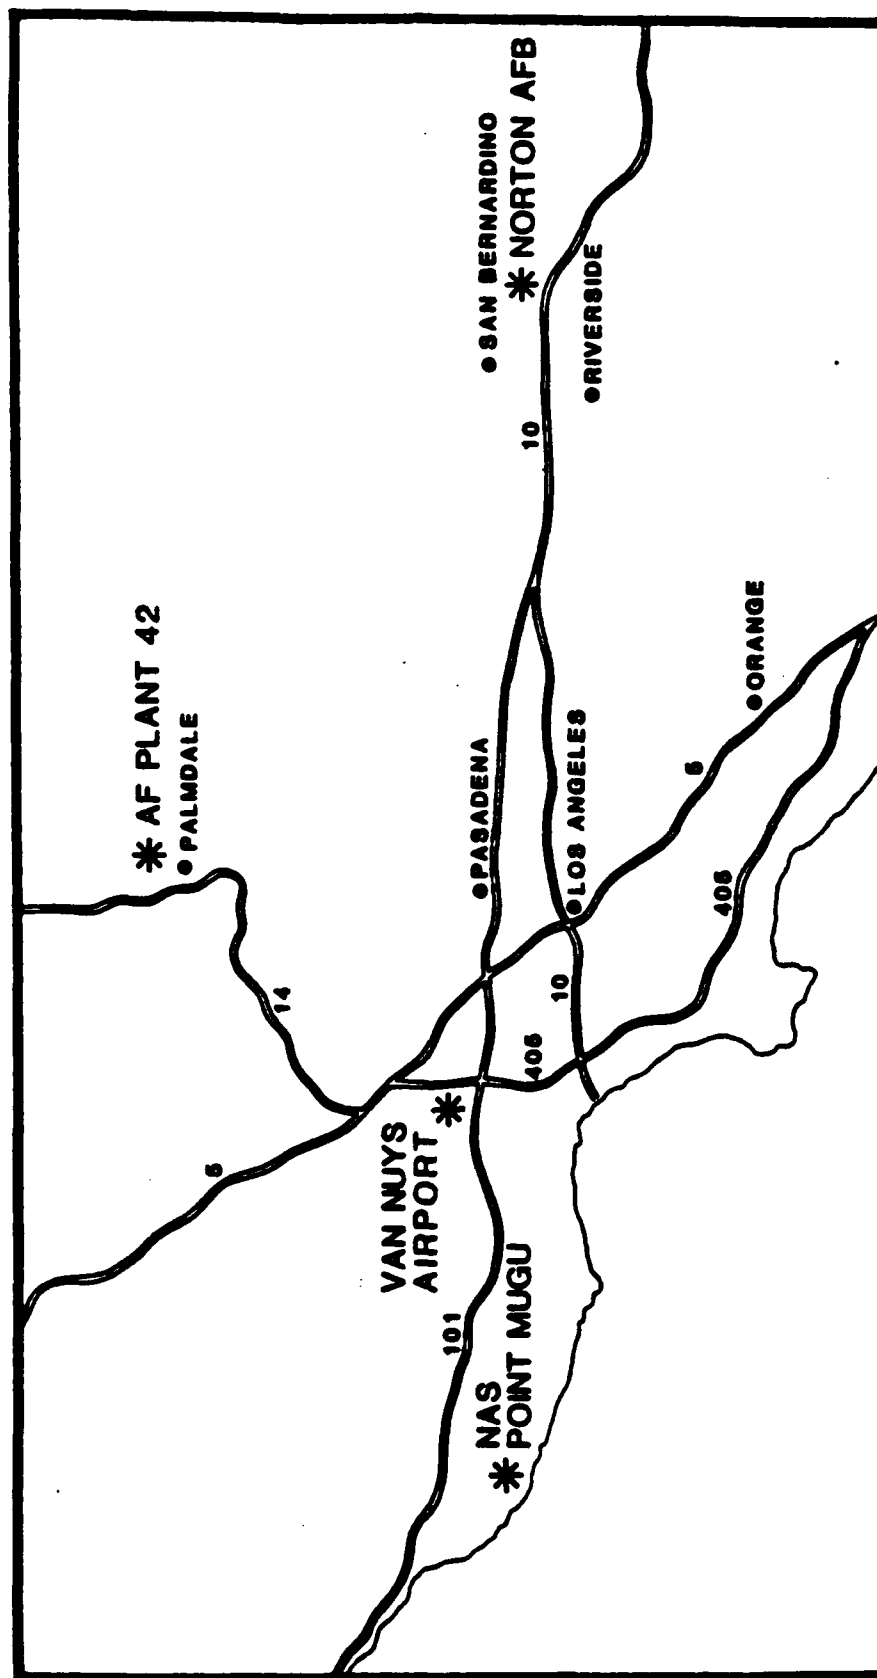 AF PLANT 42
PALMDALE
14
5
VAN NUYS
AIRPORT
101
NAS
POINT MUGU
405
10
PASADENA
LOS ANGELES
5
405
ORANGE
10
SAN BERNARDINO
NORTON AFB
RIVERSIDE